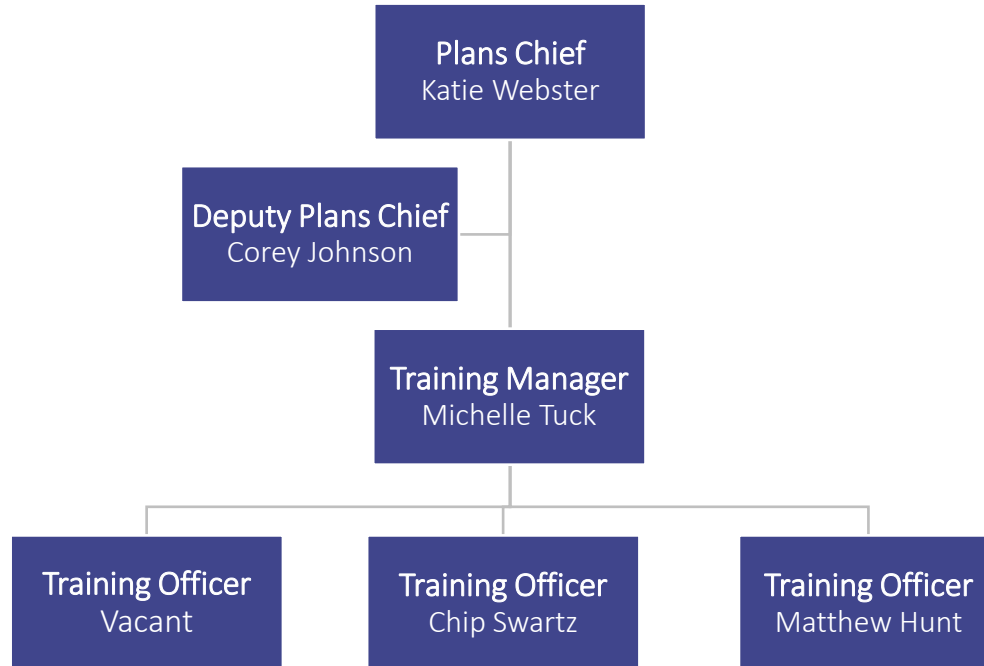 Plans Chief
Katie Webster
Deputy Plans Chief
Corey Johnson
Training Manager
Michelle Tuck
Training Officer
Vacant
Training Officer
Chip Swartz
Training Officer
Matthew Hunt